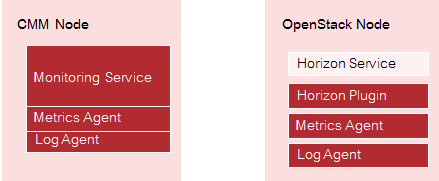 CMM Node
Monitoring Service
Metrics Agent
Log Agent
OpenStack Node
Horizon Service
Horizon Plugin
Metrics Agent
Log Agent